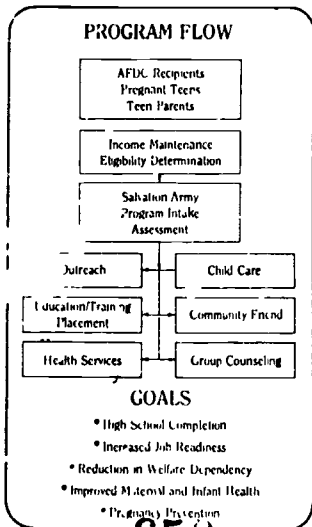 PROGRAM FLOW
AFDC Recipients
Pregnant Teens
Teen Parents
Income Maintenance
Eligibility Determination
Salvation Army
Program Intake
Assessment
Outreach
Child Care
Education/Training
Placement
Community Friend
Health Services
Group Counseling
GOALS
• High School Completion
• Increased Job Readiness
• Reduction in Welfare Dependency
• Improved Maternal and Infant Health
• Pregnancy Prevention